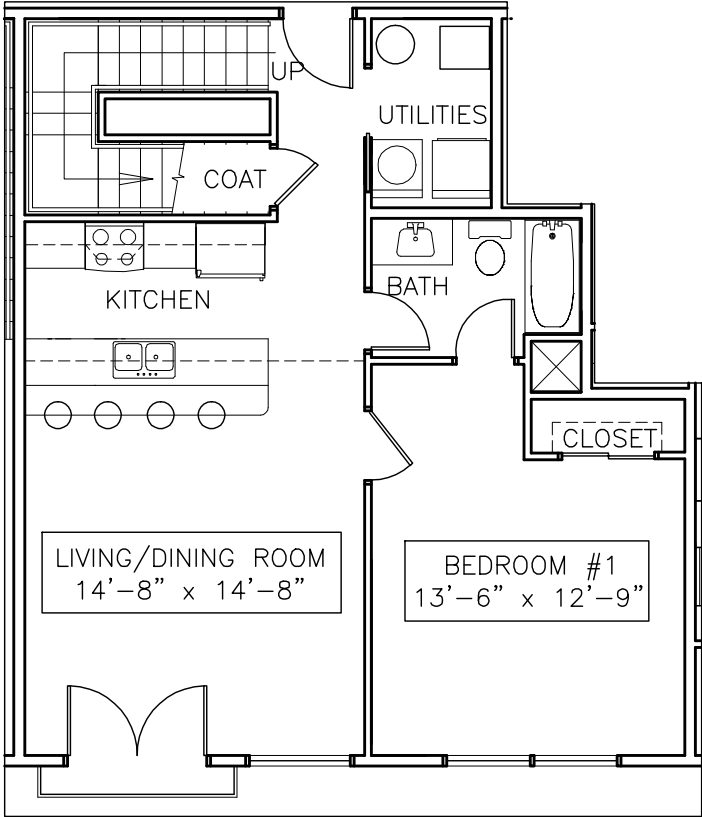 UP
UTILITIES
COAT
BATH
KITCHEN
CLOSET
LIVING/DINING ROOM
14'-8" x 14'-8"
BEDROOM #1
13'-6" x 12'-9"